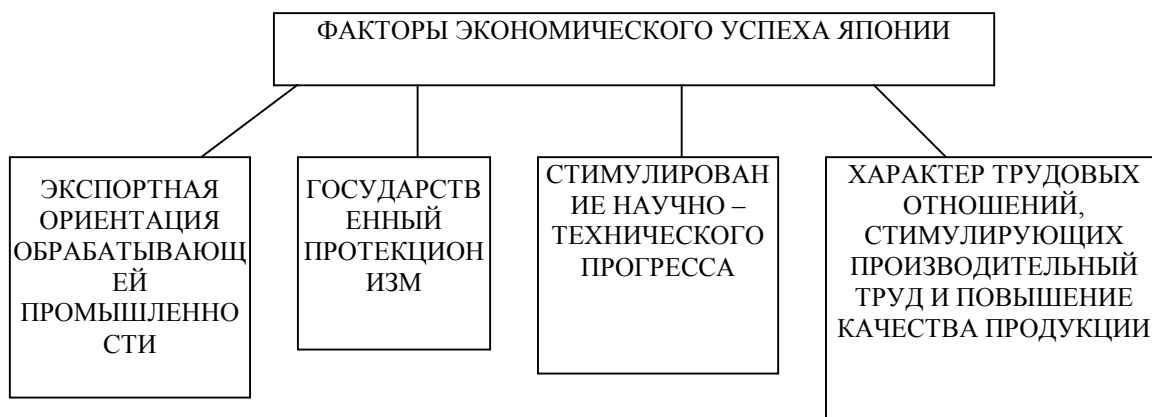 ФАКТОРЫ ЭКОНОМИЧЕСКОГО УСПЕХА ЯПОНИИ
ЭКСПОРТНАЯ
ОРИЕНТАЦИЯ
ОБРАБАТЫВАЮЩ
ЕЙ
ПРОМЫШЛЕННО
СТИ
ГОСУДАРСТВ
ЕННЫЙ
ПРОТЕКЦИОН
ИЗМ
СТИМУЛИРОВАН
ИЕ НАУЧНО –
ТЕХНИЧЕСКОГО
ПРОГРЕССА
ХАРАКТЕР ТРУДОВЫХ
ОТНОШЕНИЙ,
СТИМУЛИРУЮЩИХ
ПРОИЗВОДИТЕЛЬНЫЙ
ТРУД И ПОВЫШЕНИЕ
КАЧЕСТВА ПРОДУКЦИИ